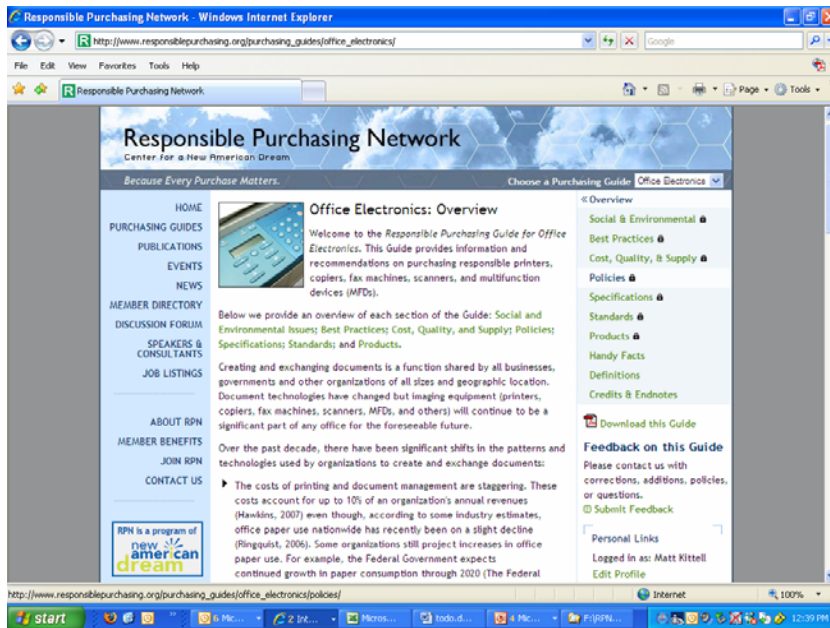 Responsible Purchasing Network - Windows Internet Explorer
http://www.responsiblepurchasing.org/purchasing_guides/office_electronics/
Google
File Edit View Favorites Tools Help
Responsible Purchasing Network
Page Tools
Responsible Purchasing Network
Center for a New American Dream
Because Every Purchase Matters.
Choose a Purchasing Guide Office Electronics
HOME
PURCHASING GUIDES
PUBLICATIONS
EVENTS
NEWS
MEMBER DIRECTORY
DISCUSSION FORUM
SPEAKERS &
CONSULTANTS
JOB LISTINGS
ABOUT RPN
MEMBER BENEFITS
JOIN RPN
CONTACT US
RPN is a program of
new
american
dream
Office Electronics: Overview
Welcome to the Responsible Purchasing Guide for Office
Electronics. This Guide provides information and
recommendations on purchasing responsible printers,
copiers, fax machines, scanners, and multifunction
devices (MFDs).
Below we provide an overview of each section of the Guide: Social and
Environmental Issues; Best Practices; Cost, Quality, and Supply; Policies;
Specifications; Standards; and Products.
Creating and exchanging documents is a function shared by all businesses,
governments and other organizations of all sizes and geographic location.
Document technologies have changed but imaging equipment (printers,
copiers, fax machines, scanners, MFDs, and others) will continue to be a
significant part of any office for the foreseeable future.
Over the past decade, there have been significant shifts in the patterns and
technologies used by organizations to create and exchange documents:
The costs of printing and document management are staggering. These
costs account for up to 10% of an organization's annual revenues
(Hawkins, 2007) even though, according to some industry estimates,
office paper use nationwide has recently been on a slight decline
(Ringquist, 2006). Some organizations still project increases in office
paper use. For example, the Federal Government expects
continued growth in paper consumption through 2020 (The Federal
« Overview
Social & Environmental
Best Practices
Cost, Quality, & Supply
Policies
Specifications
Standards
Products
Handy Facts
Definitions
Credits & Endnotes
Download this Guide
Feedback on this Guide
Please contact us with
corrections, additions, policies,
or questions.
Submit Feedback
Personal Links
Logged in as: Matt Kittell
Edit Profile
http://www.responsiblepurchasing.org/purchasing_guides/office_electronics/policies/
Internet
100%
start
6 Mic...
2 Int...
Micros...
todo.d...
4 Mic...
F:\RPN...
12:39 PM